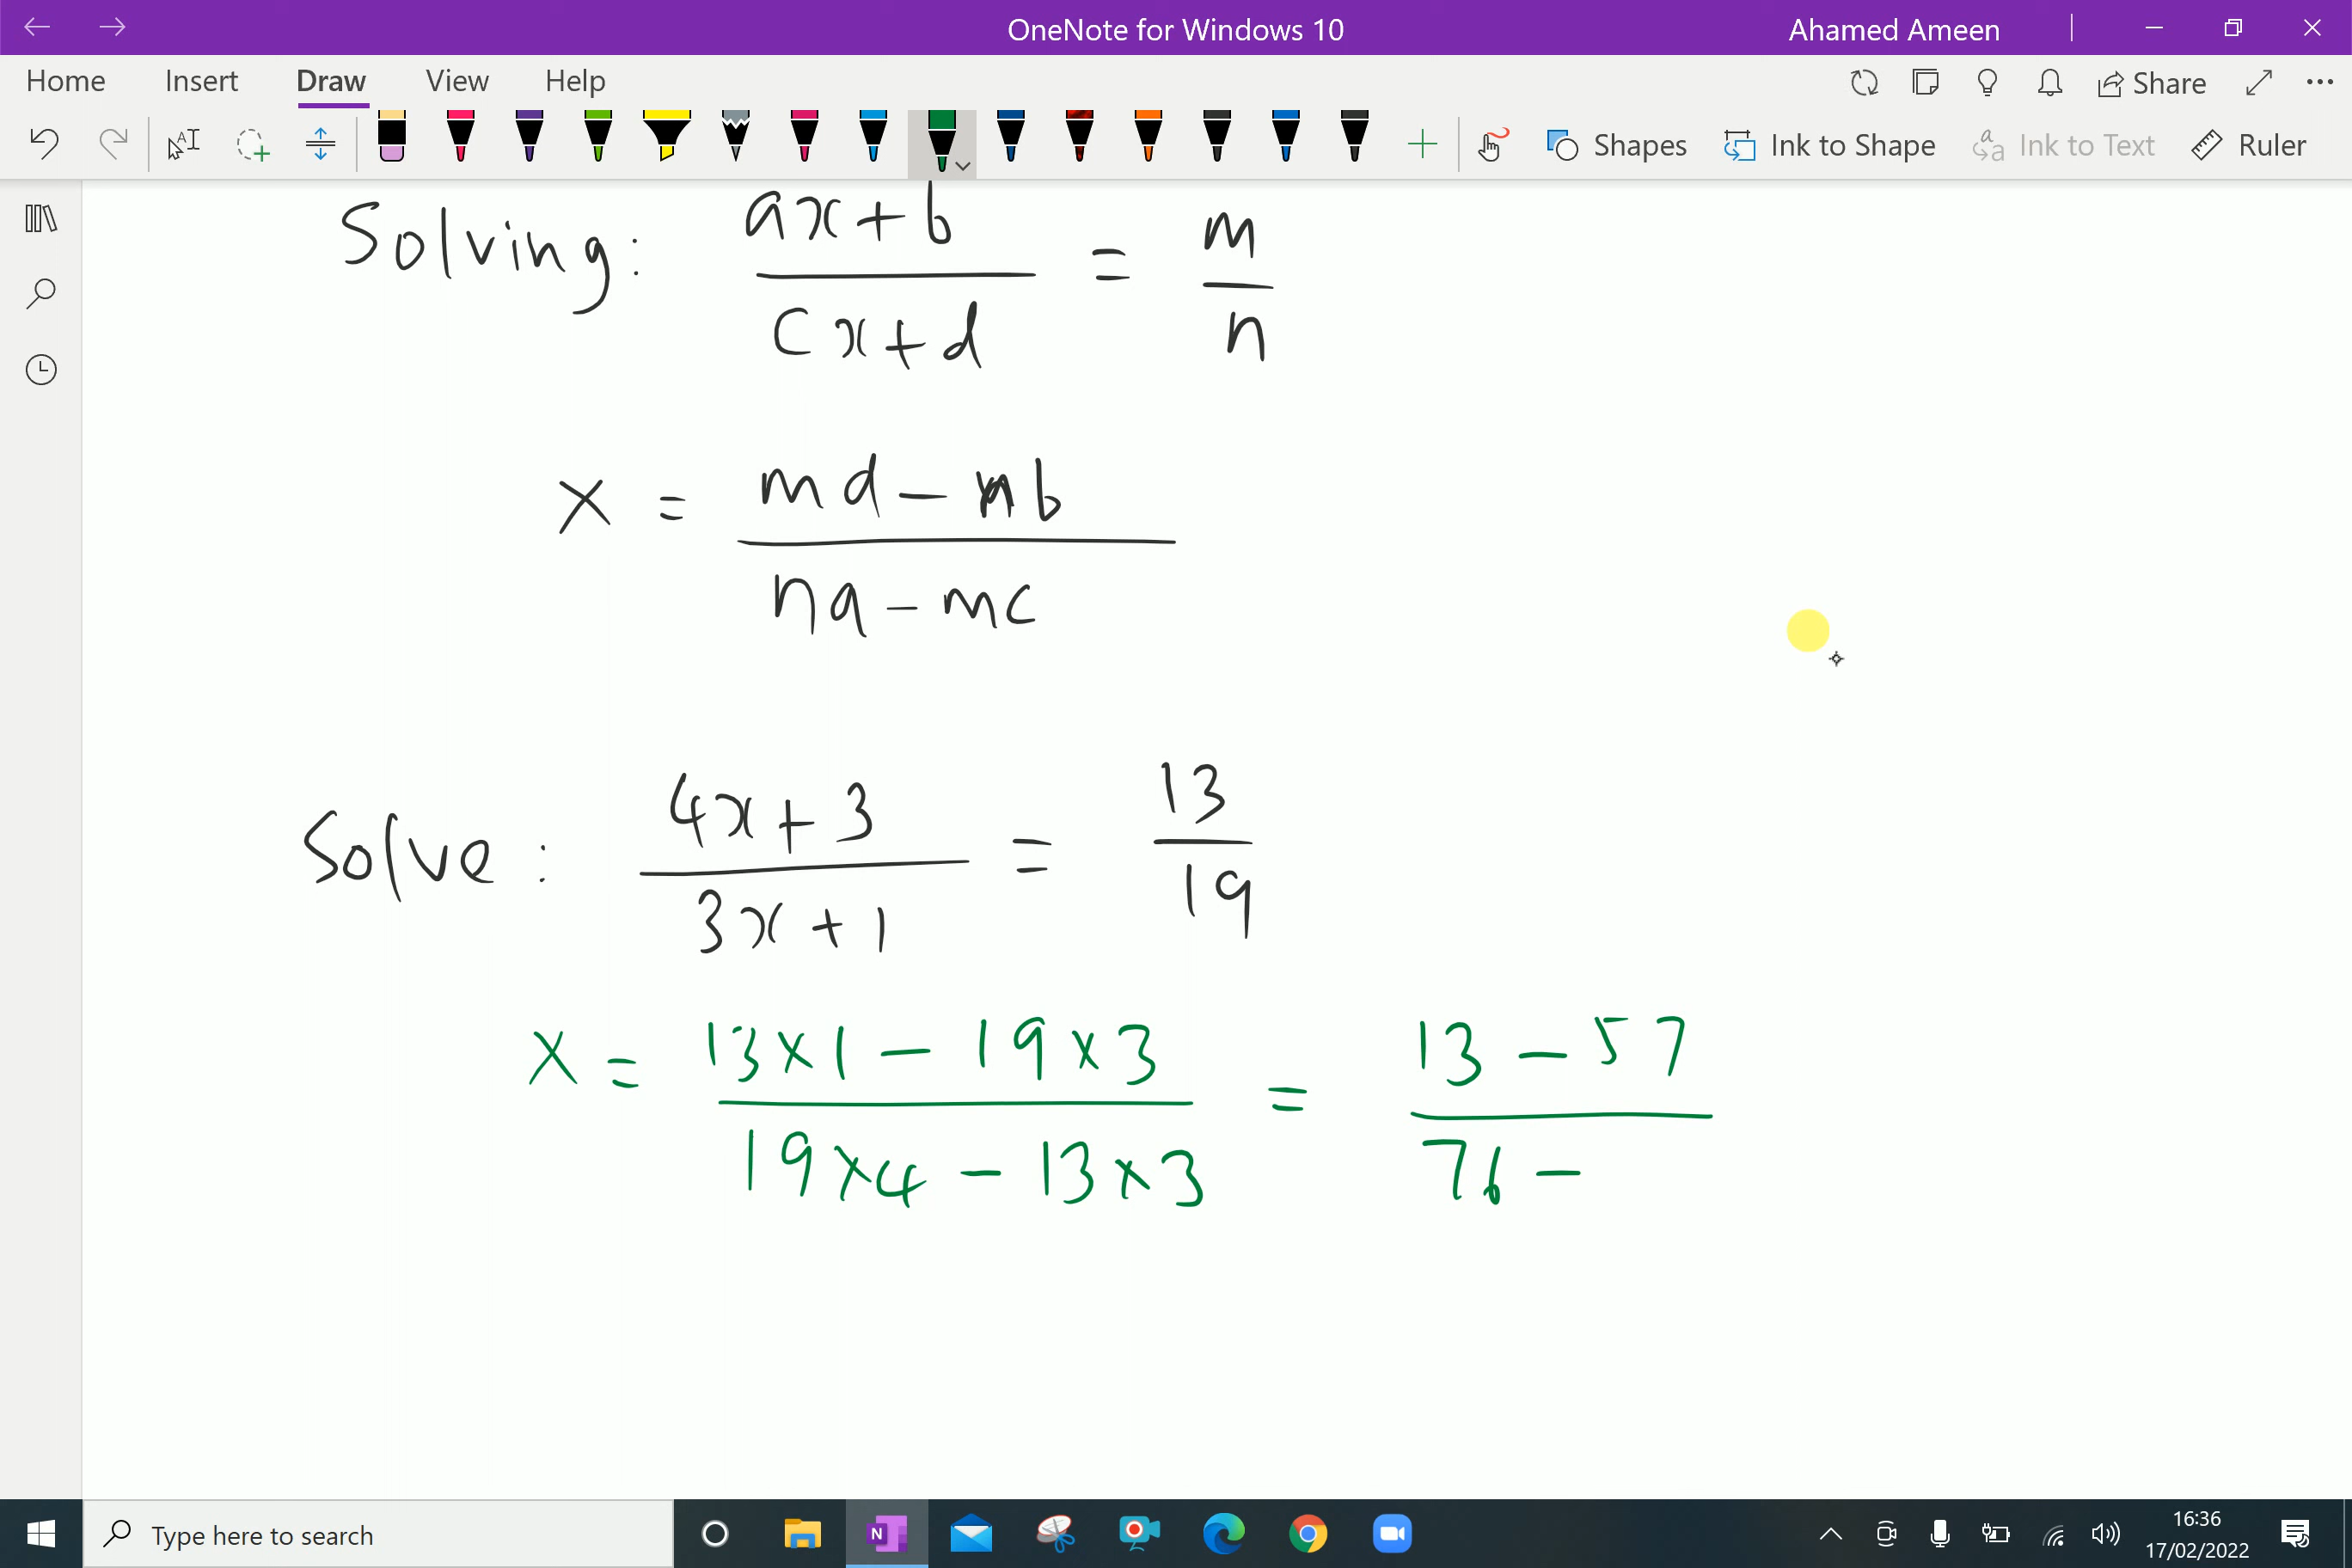 OneNote for Windows 10
Ahamed Ameen
Home Insert Draw View Help Share
Shapes Ink to Shape Ink to Text Ruler
Solving: (ax+b)/(cx+d) = m/n
x = (md-nb)/(na-mc)
Solve: (4x+3)/(3x+1) = 13/19
x = (13×1-19×3)/(19×4-13×3) = (13-57)/(76-
Type here to search
16:36
17/02/2022